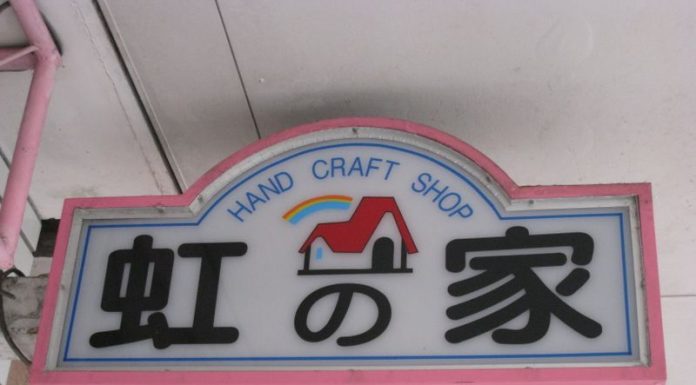 HAND CRAFT SHOP
虹の家